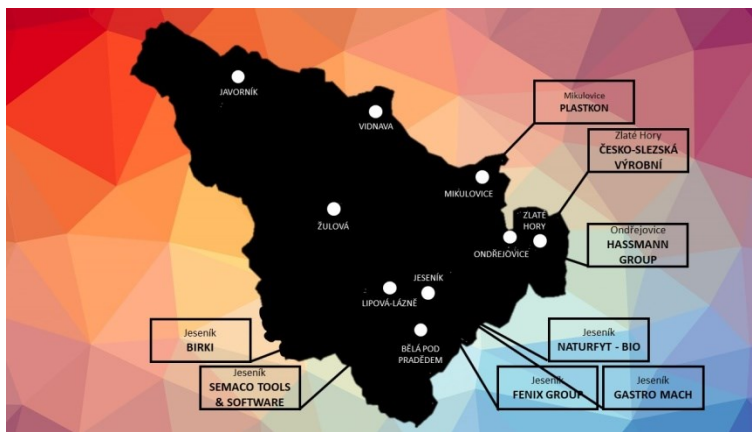 JAVORNÍK
VIDNAVA
Mikulovice
PLASTKON
Zlaté Hory
ČESKO-SLEZSKÁ
VÝROBNÍ
MIKULOVICE
ŽULOVÁ
ZLATÉ
HORY
ONDŘEJOVICE
Ondřejovice
HASSMANN
GROUP
JESENÍK
LIPOVÁ-LÁZNĚ
BĚLÁ POD
PRADĚDEM
Jeseník
BIRKI
Jeseník
SEMACO TOOLS
& SOFTWARE
Jeseník
NATURFYT - BIO
Jeseník
FENIX GROUP
Jeseník
GASTRO MACH